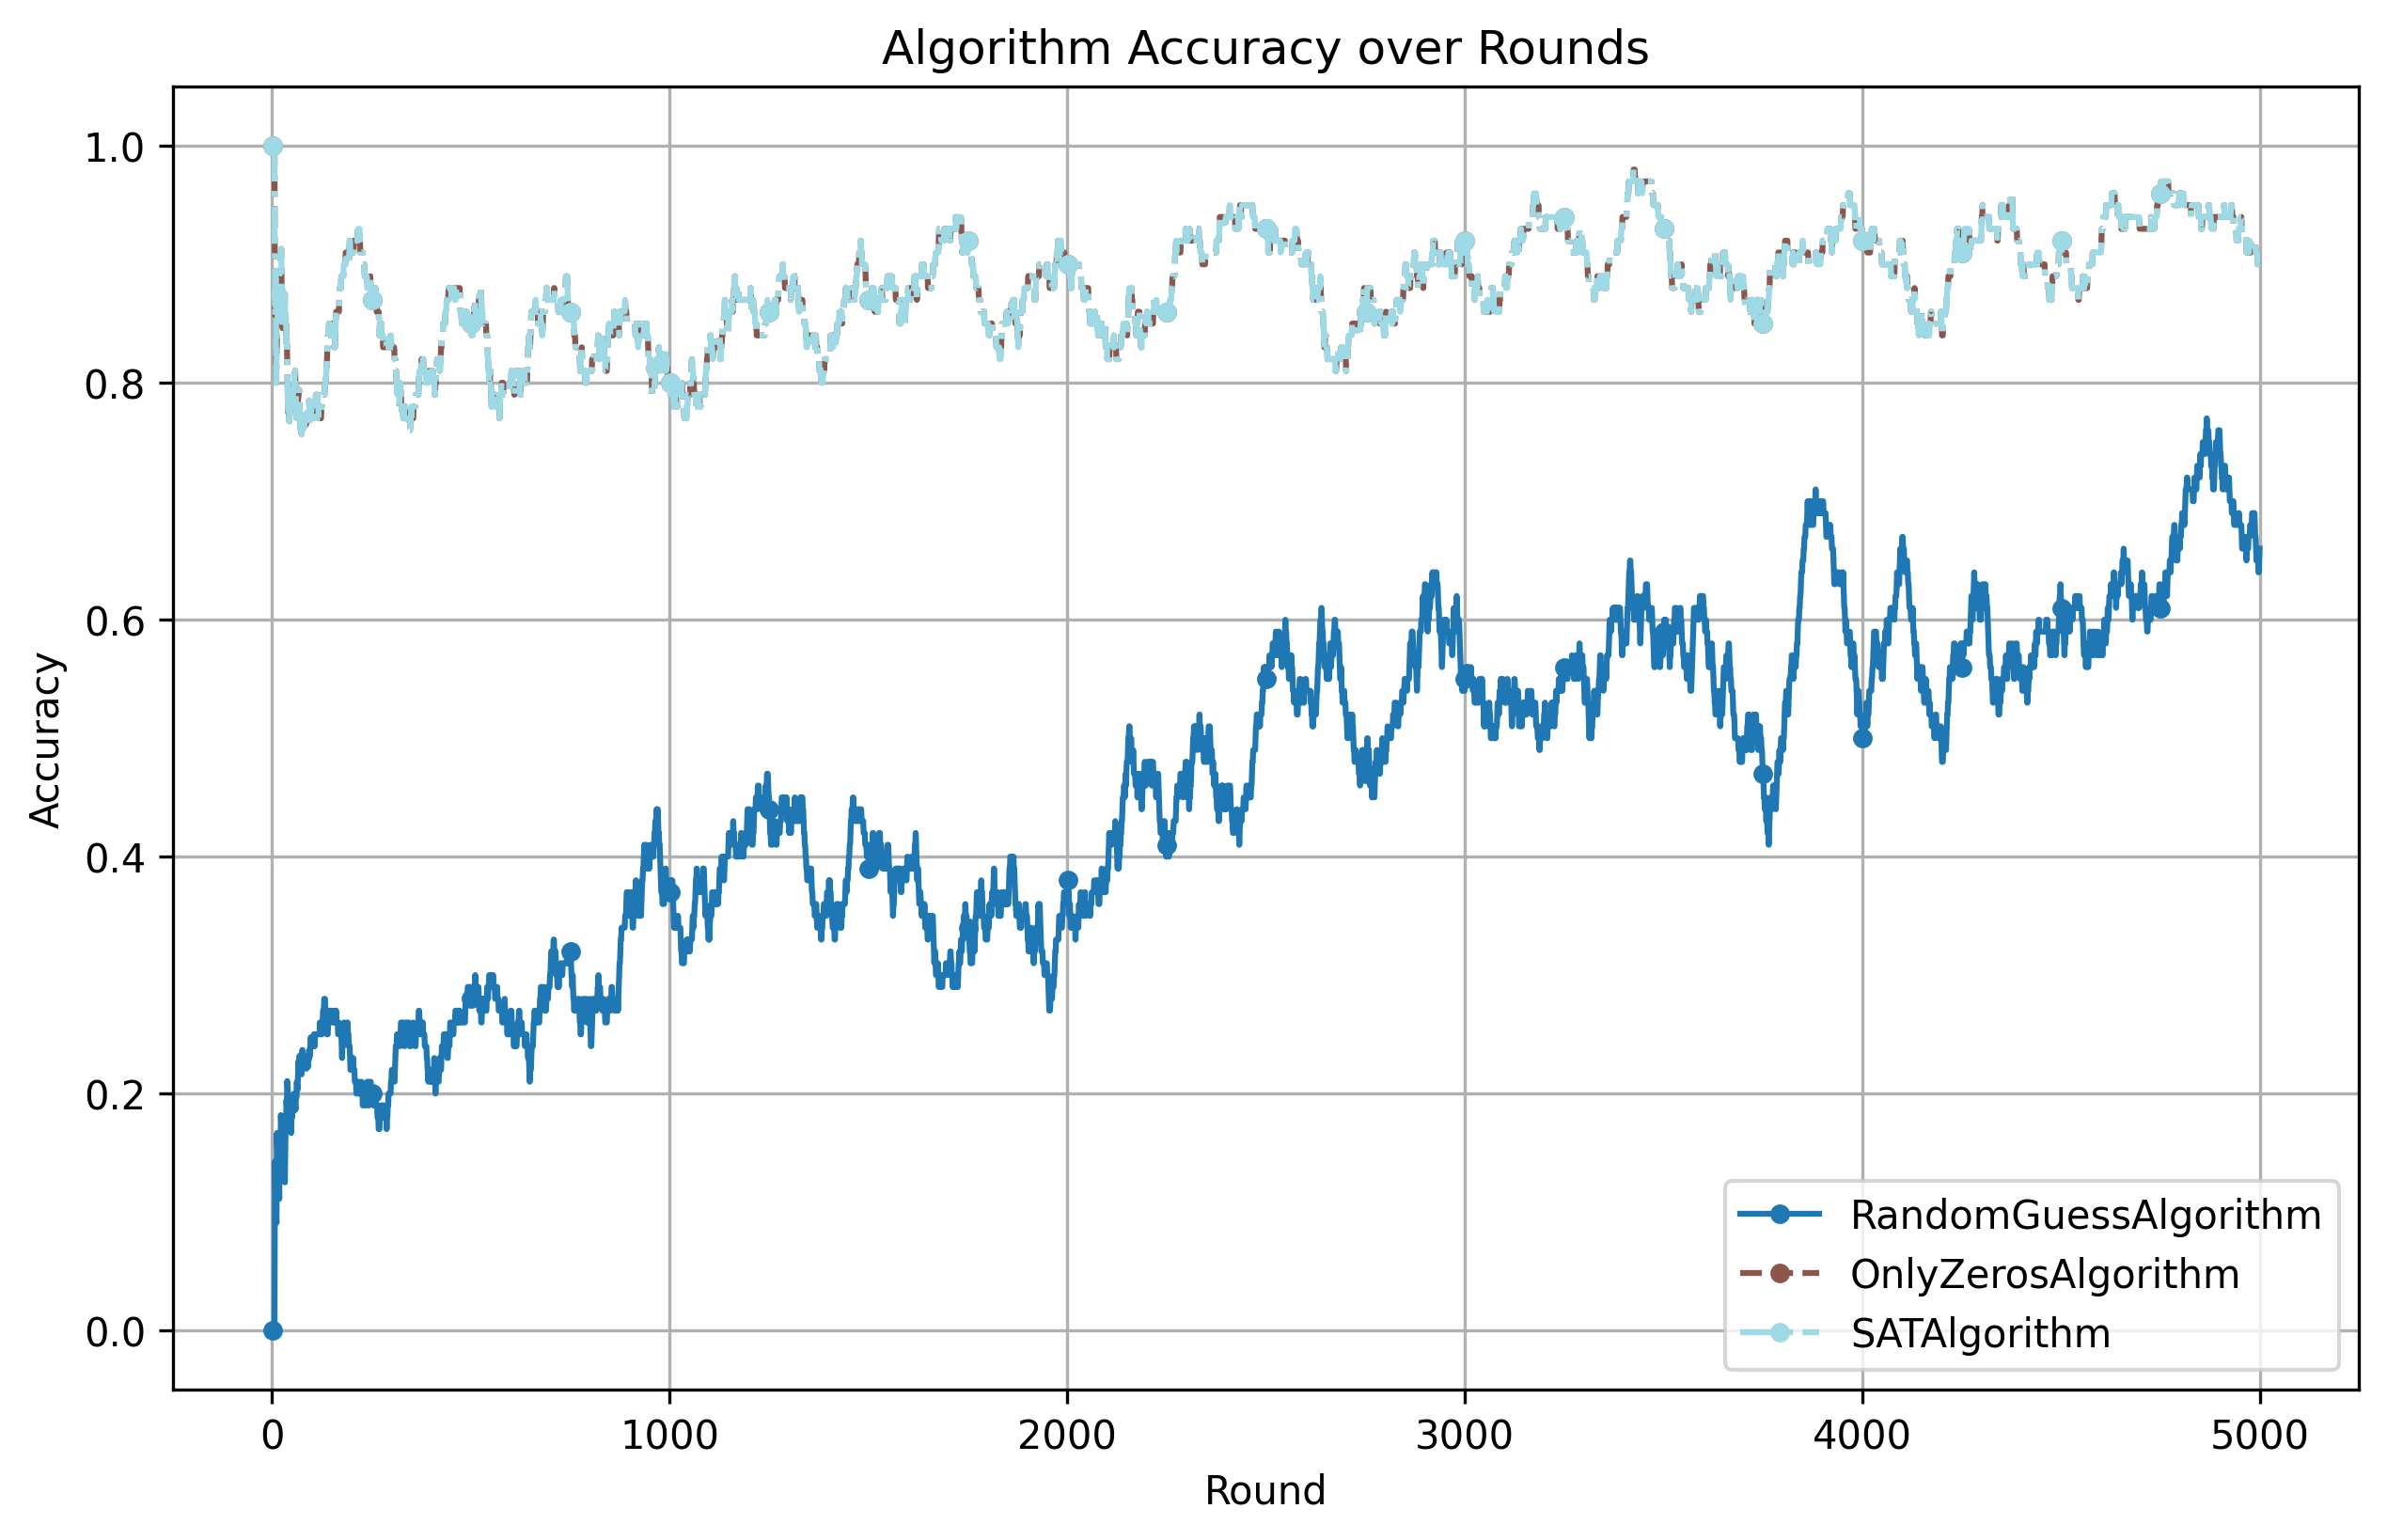 Algorithm Accuracy over Rounds
1.0
0.8
0.6
0.4
0.2
0.0
Accuracy
0 1000 2000 3000 4000 5000
Round
RandomGuessAlgorithm
OnlyZerosAlgorithm
SATAlgorithm